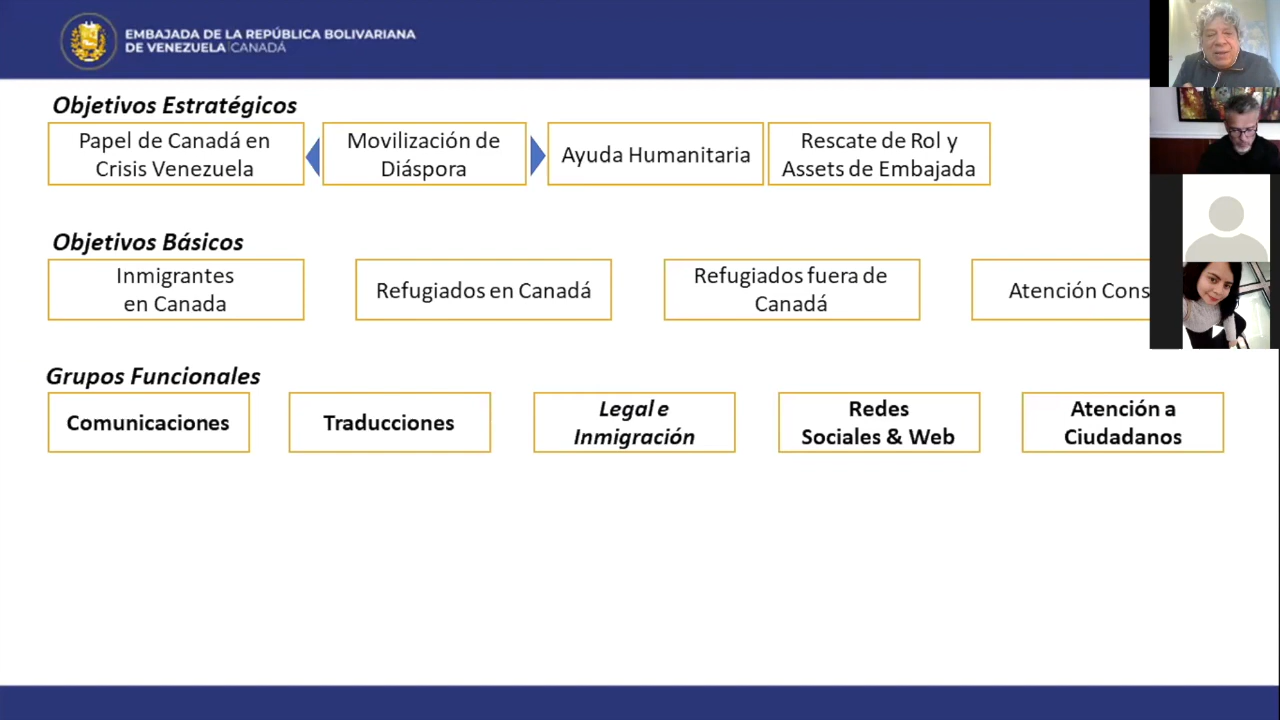 EMBAJADA DE LA REPÚBLICA BOLIVARIANA
DE VENEZUELA | CANADÁ
Objetivos Estratégicos
Papel de Canadá en
Crisis Venezuela
Movilización de
Diáspora
Ayuda Humanitaria
Rescate de Rol y
Assets de Embajada
Objetivos Básicos
Inmigrantes
en Canada
Refugiados en Canadá
Refugiados fuera de
Canadá
Atención Cons
Grupos Funcionales
Comunicaciones
Traducciones
Legal e
Inmigración
Redes
Sociales & Web
Atención a
Ciudadanos